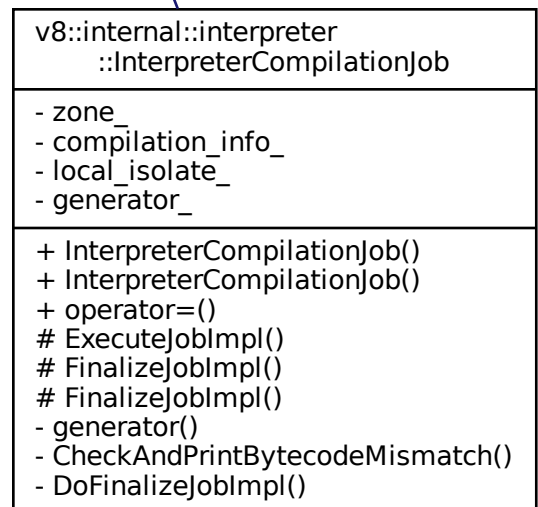 v8::internal::interpreter
::InterpreterCompilationJob
- zone_
- compilation_info_
- local_isolate_
- generator_
+ InterpreterCompilationJob()
+ InterpreterCompilationJob()
+ operator=()
# ExecuteJobImpl()
# FinalizeJobImpl()
# FinalizeJobImpl()
- generator()
- CheckAndPrintBytecodeMismatch()
- DoFinalizeJobImpl()